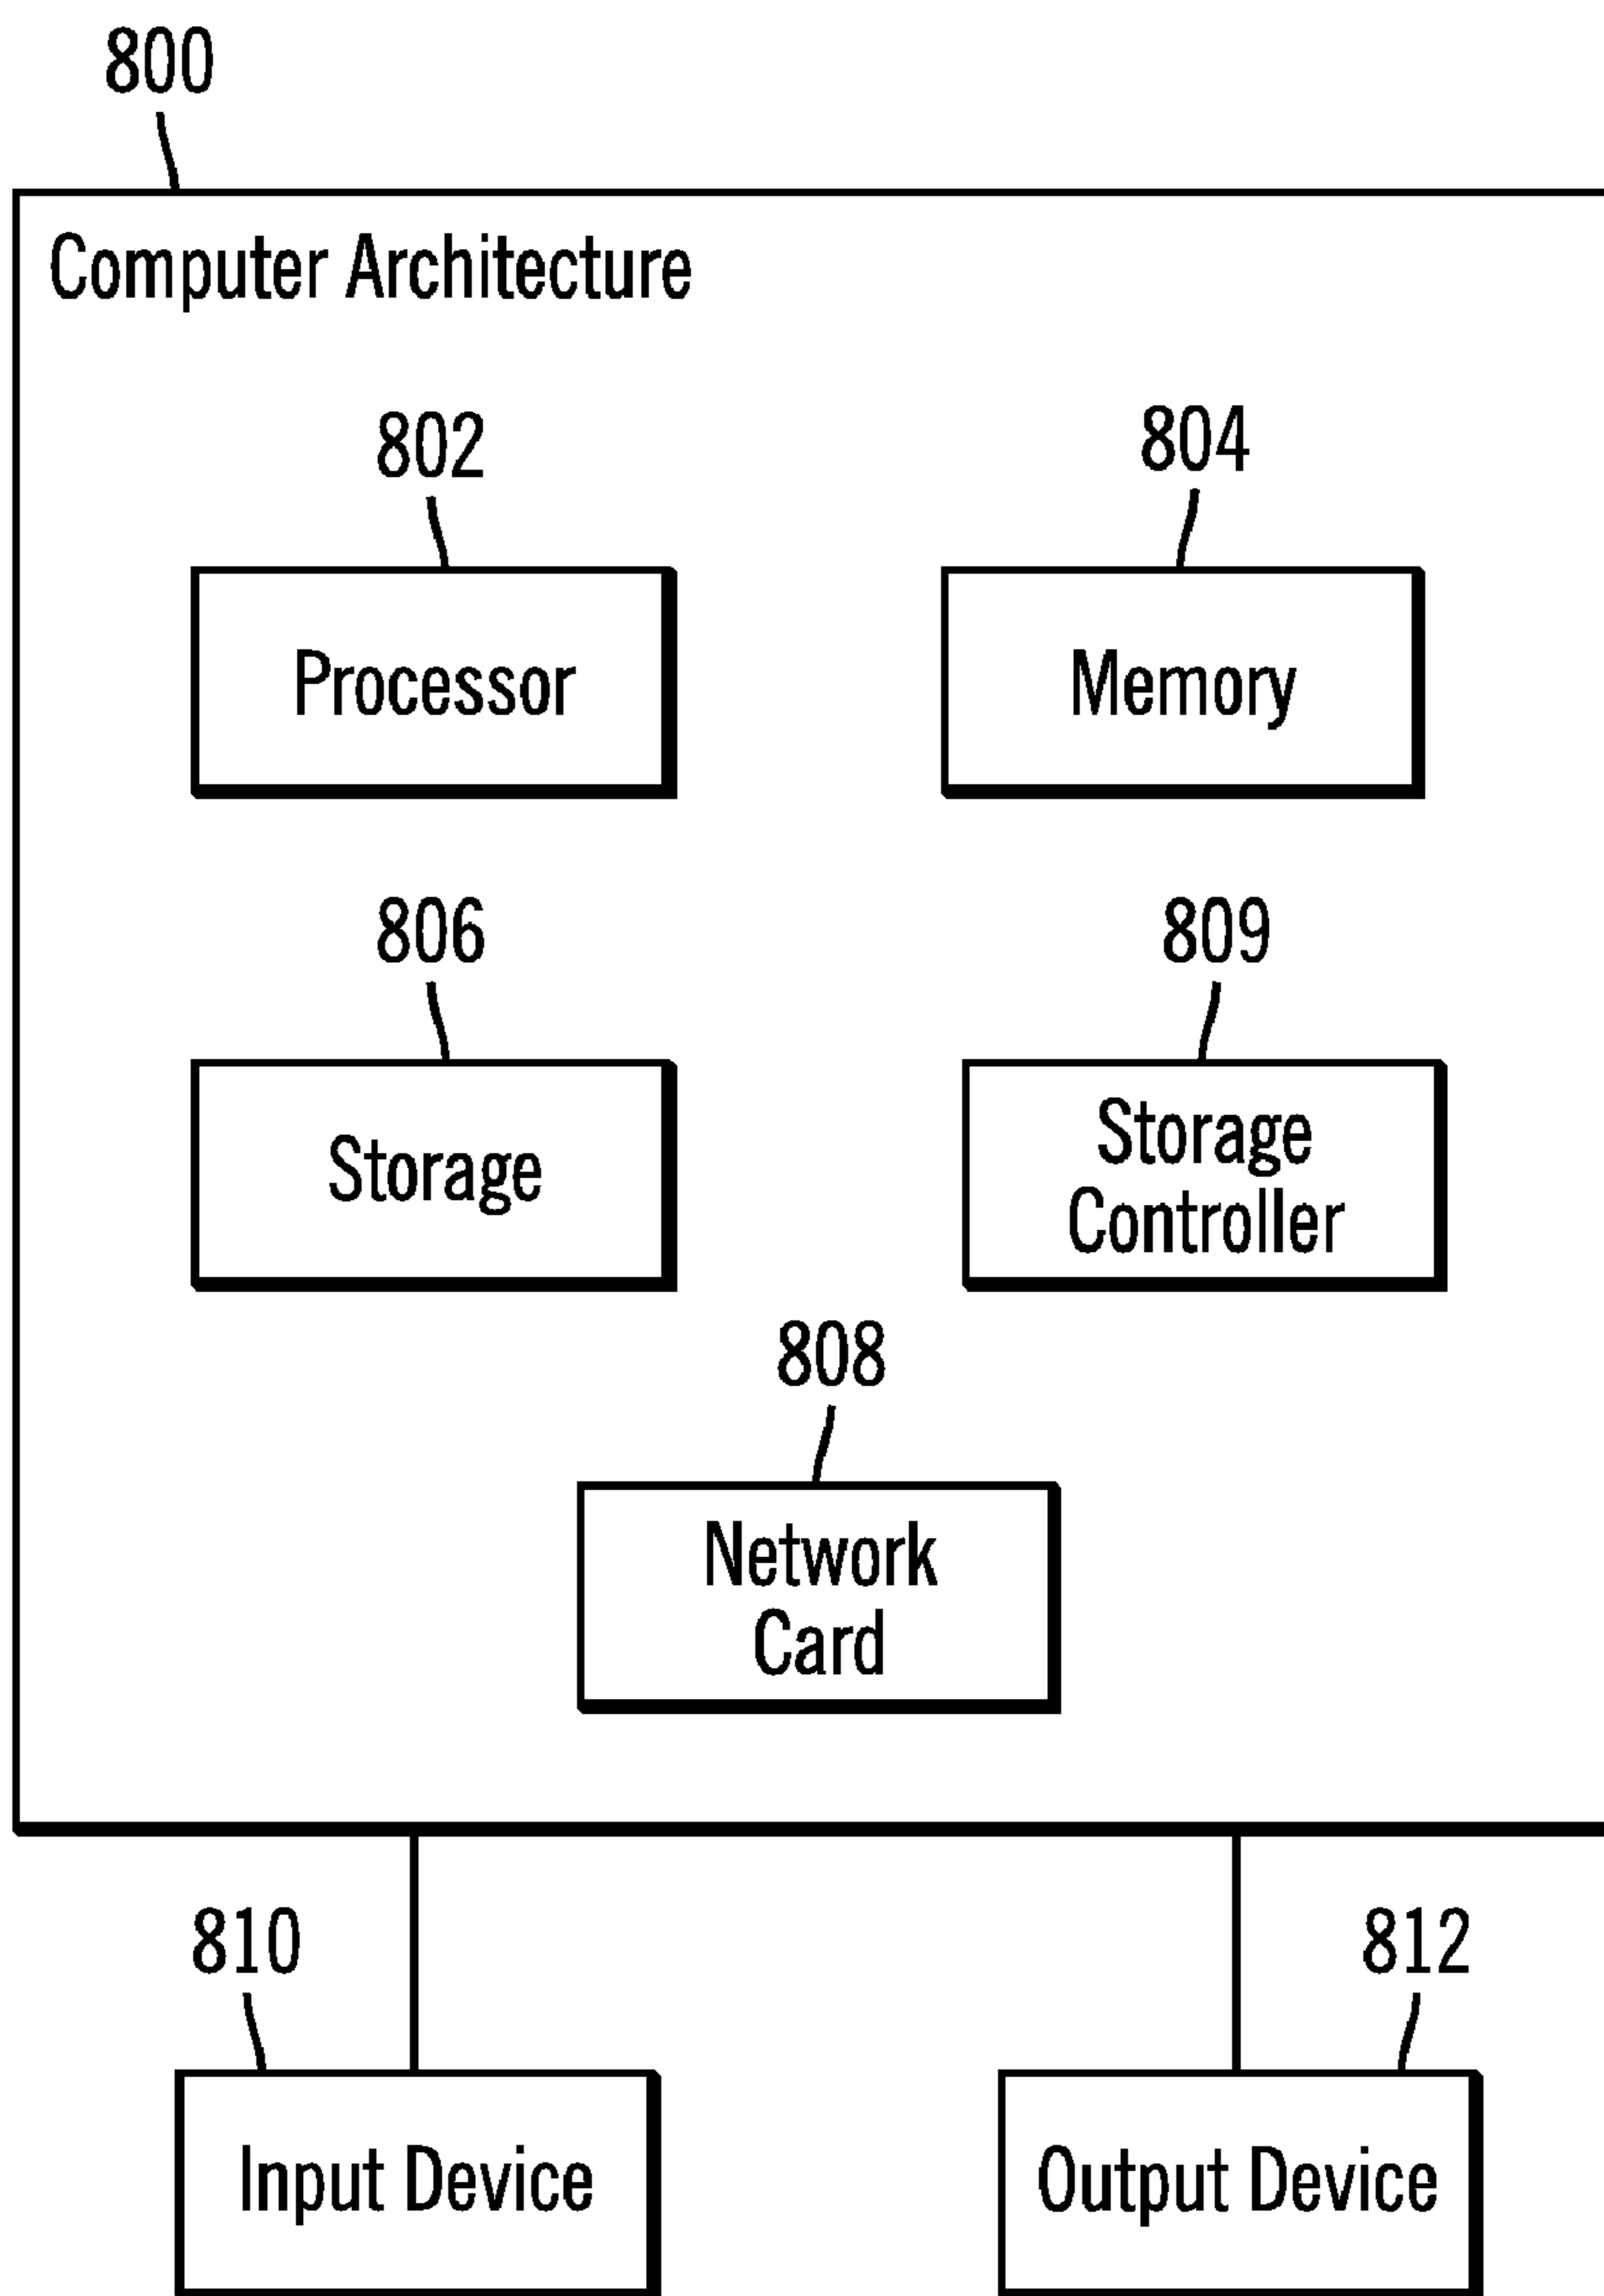 800
Computer Architecture
802
804
Processor
Memory
806
809
Storage
Storage
Controller
808
Network
Card
810
812
Input Device
Output Device